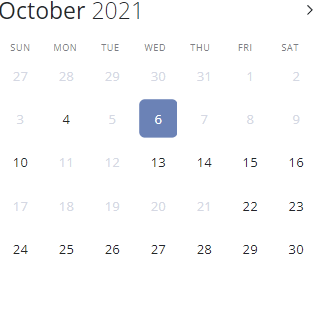 October 2021
SUN MON TUE WED THU FRI SAT
27 28 29 30 31 1 2
3 4 5 6 7 8 9
10 11 12 13 14 15 16
17 18 19 20 21 22 23
24 25 26 27 28 29 30